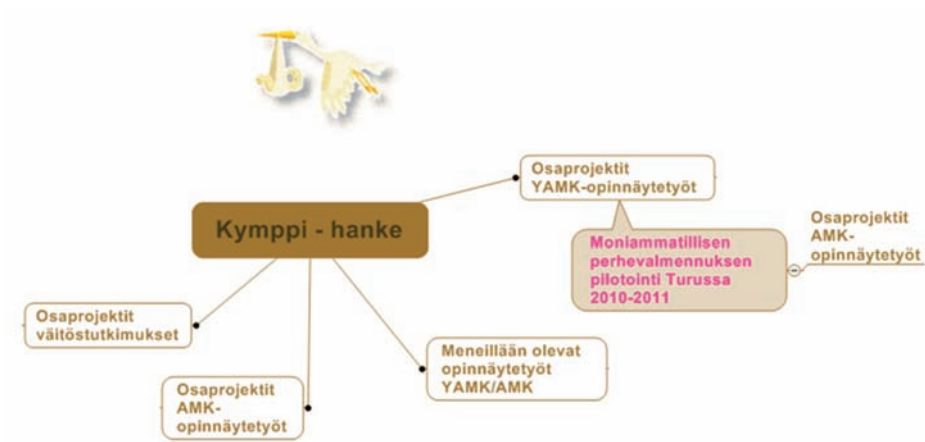 Osaprojektit
YAMK-opinnäytetyöt
Kymppi - hanke
Moniammatillisen
perhevalmennuksen
pilotointi Turussa
2010-2011
Osaprojektit
AMK-
opinnäytetyöt
Osaprojektit
väitöstutkimukset
Meneillään olevat
opinnäytetyöt
YAMK/AMK
Osaprojektit
AMK-
opinnäytetyöt